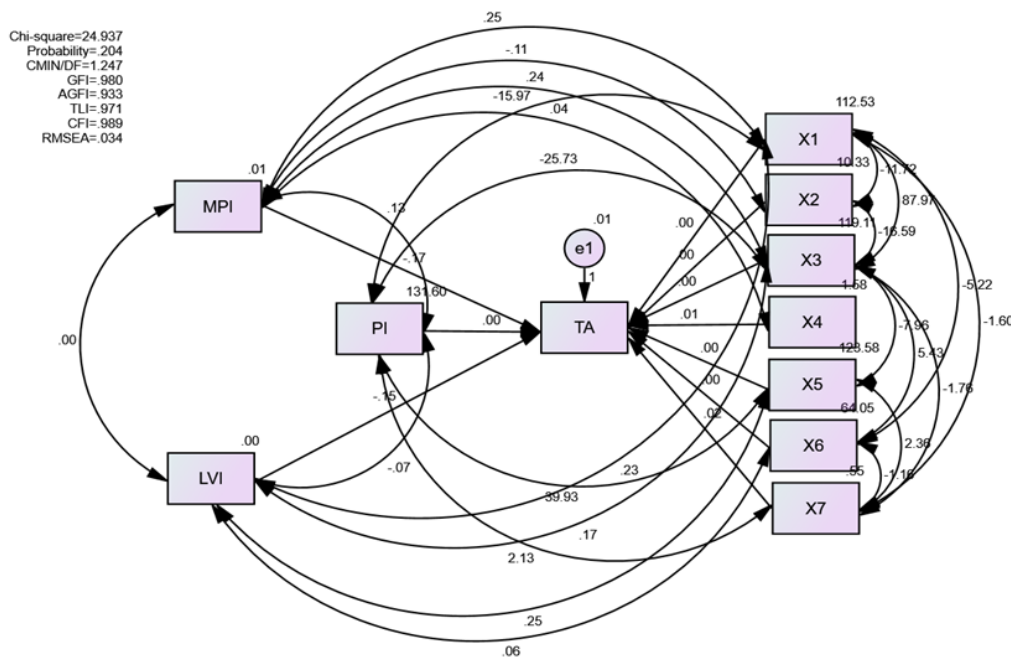 Chi-square=24.937
Probability=.204
CMIN/DF=1.247
GFI=.980
AGFI=.933
TLI=.971
CFI=.989
RMSEA=.034
.25
-.11
.24
-15.97
.04
112.53
X1
10.33
-11.72
-25.73
.01
MPI
.13
X2
87.97
119.11
-16.59
.01
e1
.00
1
-.17
.00
X3
1.58
-5.22
131.60
.00
PI
.00
TA
.01
X4
-7.96
-1.60
.00
123.58
5.43
.00
X5
-1.76
-.15
.00
.02
64.05
.00
X6
2.36
-.07
.23
.55
-1.16
LVI
39.93
X7
.17
2.13
.25
.06